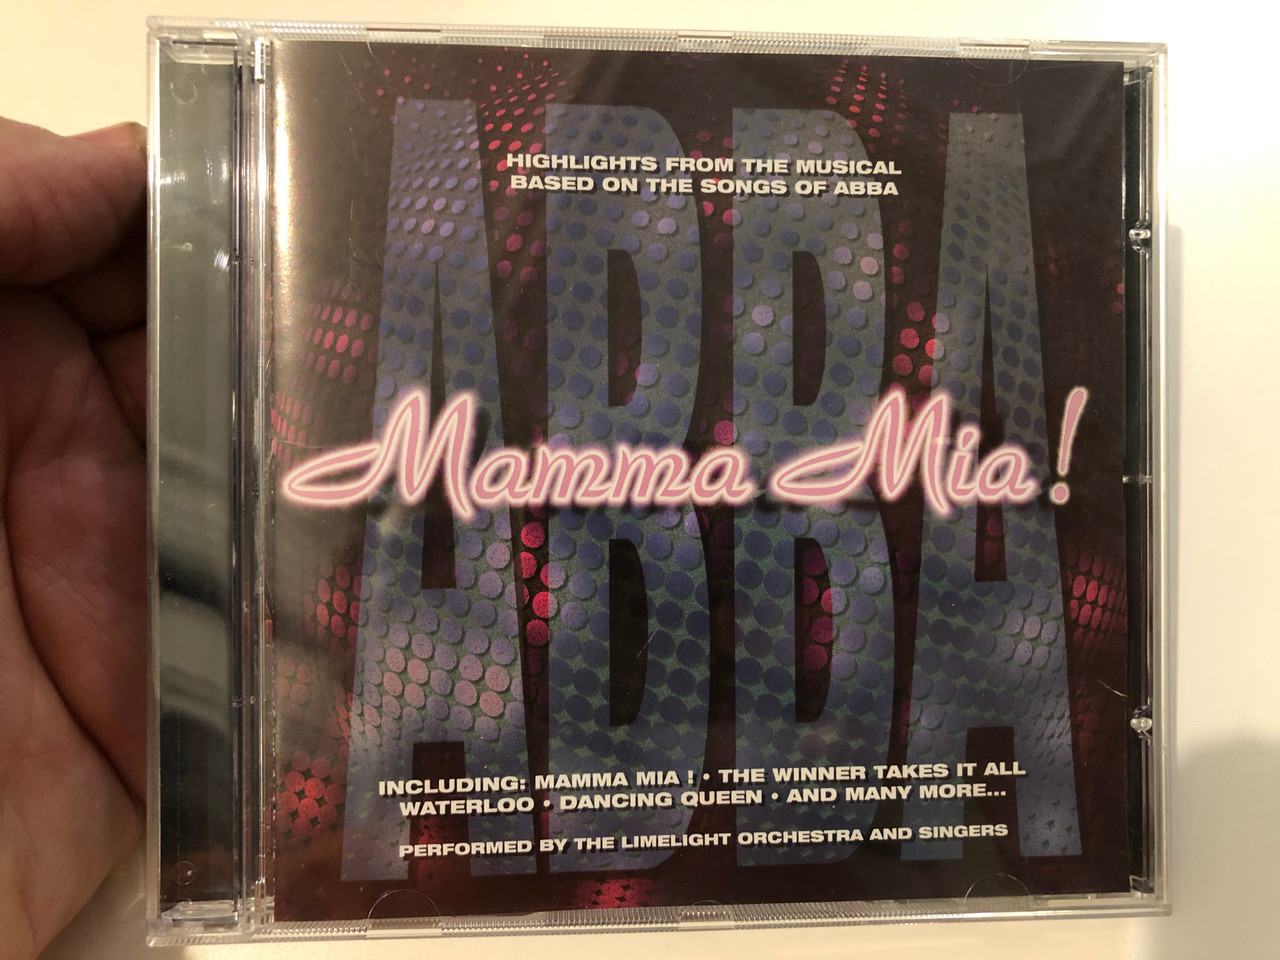 ABBA
HIGHLIGHTS FROM THE MUSICAL
BASED ON THE SONGS OF ABBA
Mamma Mia!
INCLUDING: MAMMA MIA ! • THE WINNER TAKES IT ALL
WATERLOO • DANCING QUEEN • AND MANY MORE...
PERFORMED BY THE LIMELIGHT ORCHESTRA AND SINGERS